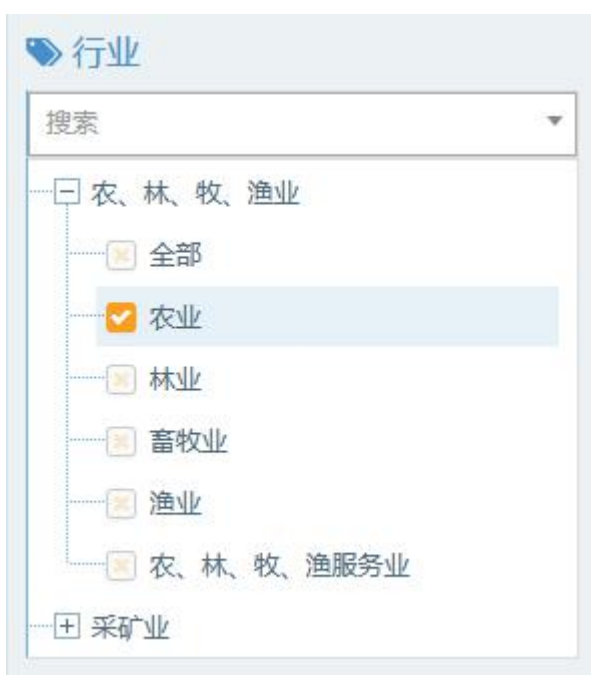 行业
搜索
农、林、牧、渔业
全部
农业
林业
畜牧业
渔业
农、林、牧、渔服务业
采矿业